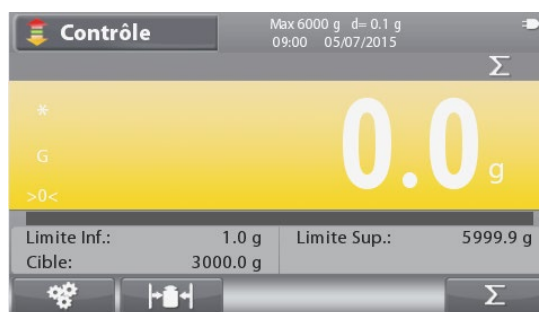 Contrôle
Max 6000 g d= 0.1 g
09:00 05/07/2015
Σ
*
G
>0<
0.0 g
Limite Inf.: 1.0 g Limite Sup.: 5999.9 g
Cible: 3000.0 g
Σ